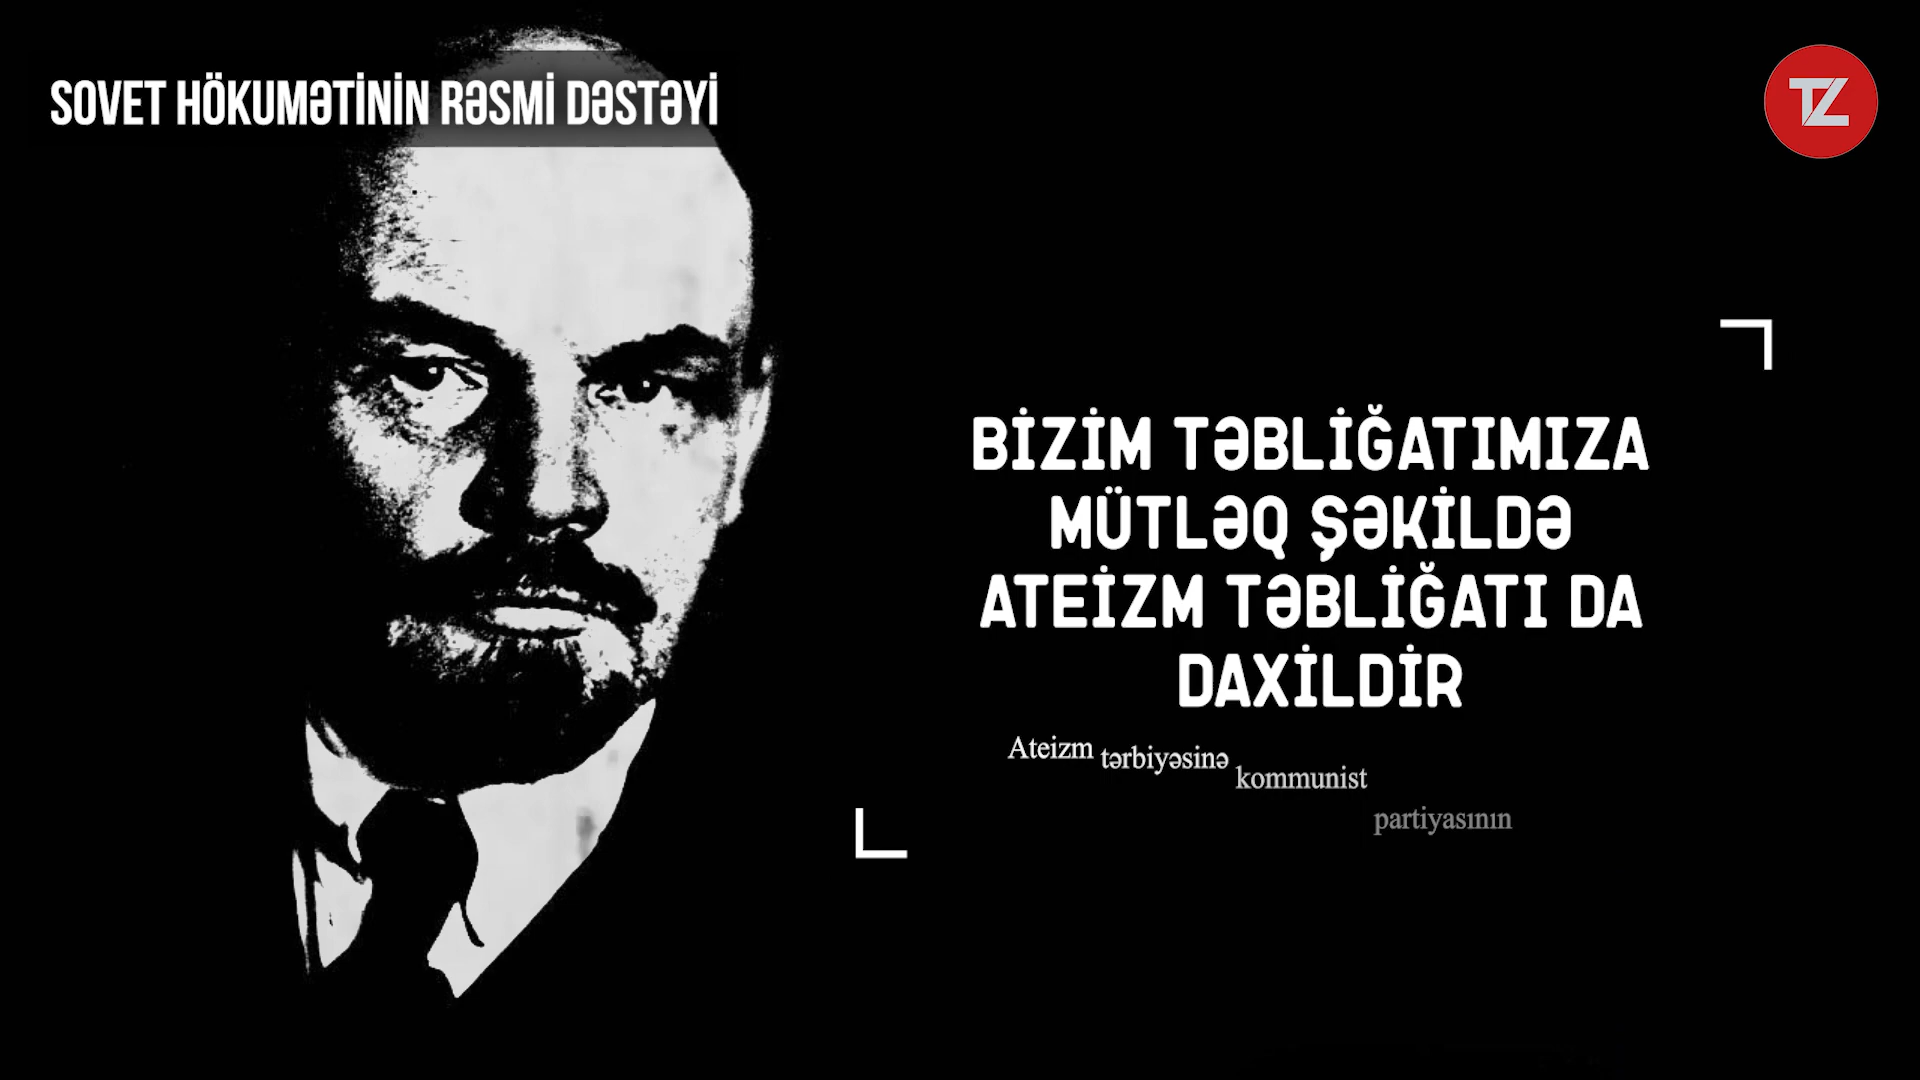 SOVET HÖKUMƏTİNİN RƏSMİ DƏSTƏYİ
TZ
BİZİM TƏBLİĞATIMIZA
MÜTLƏQ ŞƏKİLDƏ
ATEİZM TƏBLİĞATI DA
DAXİLDİR
Ateizm tərbiyəsinə kommunist partiyasının